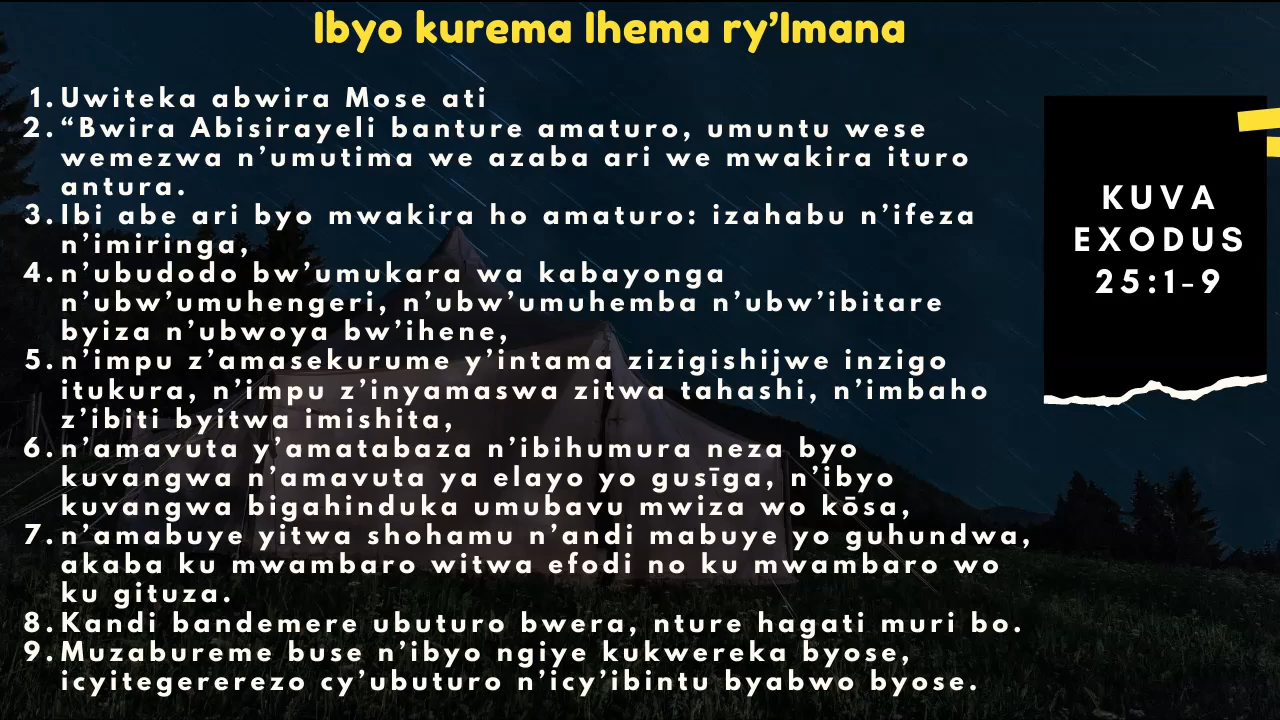 Ibyo kurema Ihema ry’Imana
1. Uwiteka abwira Mose ati
2. “Bwira Abisirayeli banture amaturo, umuntu wese
wemezwa n’umutima we azaba ari we mwakira ituro
antura.
3. Ibi abe ari byo mwakira ho amaturo: izahabu n’ifeza
n’imiringa,
4. n’ubudodo bw’umukara wa kabayonga
n’ubw’umuhengeri, n’ubw’umuhemba n’ubw’ibitare
byiza n’ubwoya bw’ihene,
5. n’impu z’amasekurume y’intama zizigishijwe inzigo
itukura, n’impu z’inyamaswa zitwa tahashi, n’imbaho
z’ibiti byitwa imishita,
6. n’amavuta y’amatabaza n’ibihumura neza byo
kuvangwa n’amavuta ya elayo yo gusīga, n’ibyo
kuvangwa bigahinduka umubavu mwiza wo kōsa,
7. n’amabuye yitwa shohamu n’andi mabuye yo guhundwa,
akaba ku mwambaro witwa efodi no ku mwambaro wo
ku gituza.
8. Kandi bandemere ubuturo bwera, nture hagati muri bo.
9. Muzabureme buse n’ibyo ngiye kukwereka byose,
icyitegererezo cy’ubuturo n’icy’ibintu byabwo byose.
KUVA
EXODUS
25:1-9